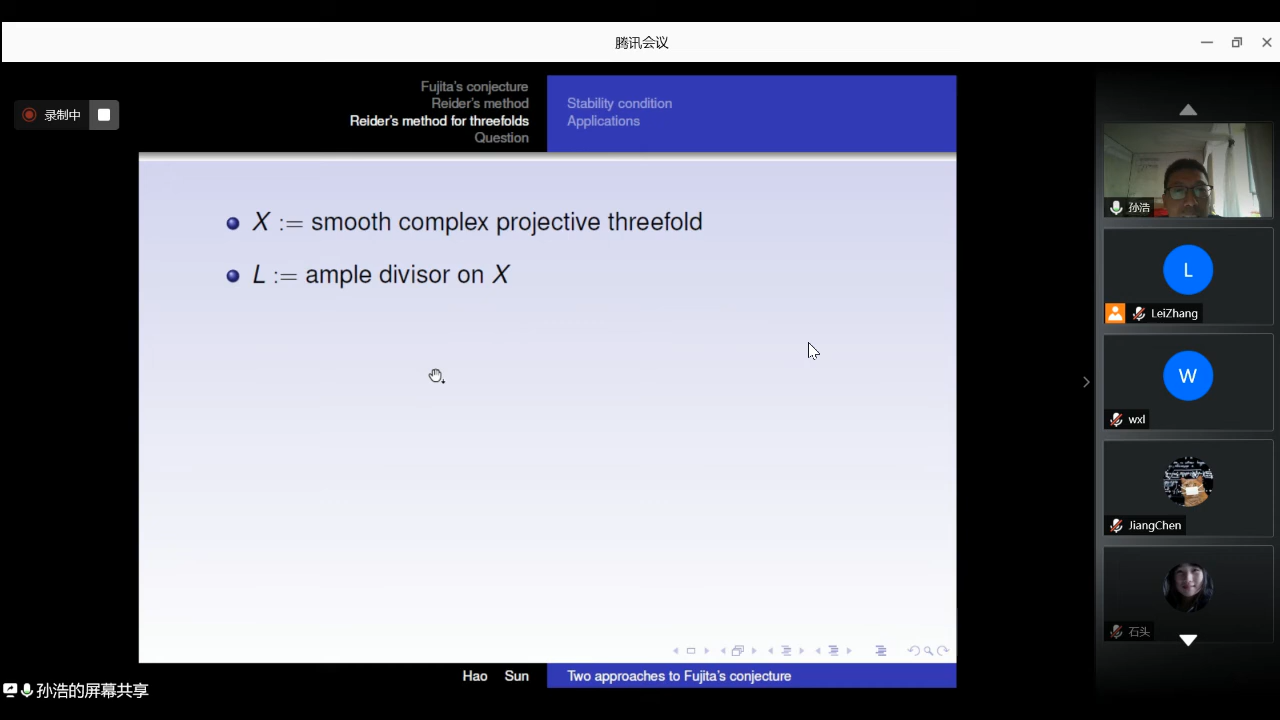 腾讯会议
录制中
Fujita's conjecture
Reider's method
Reider's method for threefolds
Question
Stability condition
Applications
X := smooth complex projective threefold
L := ample divisor on X
Hao Sun
Two approaches to Fujita's conjecture
孙浩的屏幕共享
孙浩
L
LeiZhang
W
wxl
JiangChen
石头